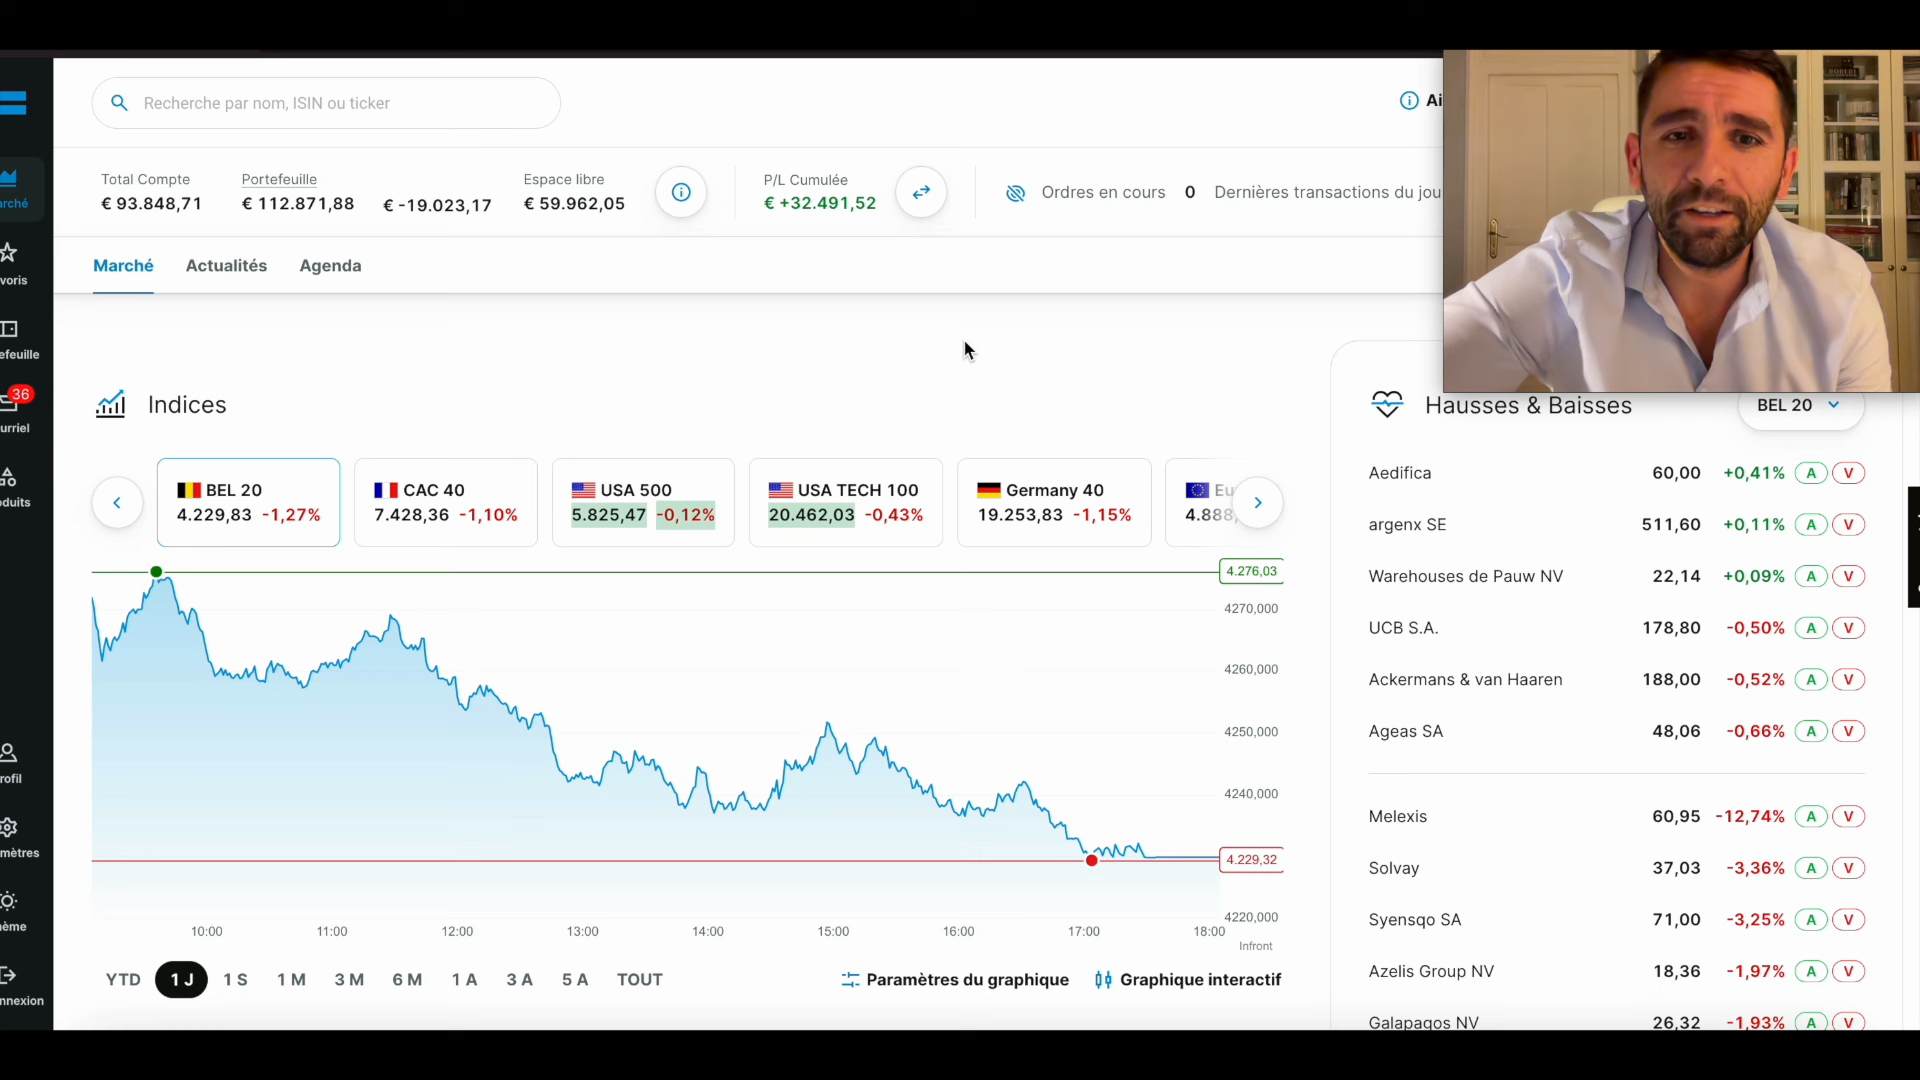 Recherche par nom, ISIN ou ticker
Ai
Total Compte
€ 93.848,71
Portefeuille
€ 112.871,88
€ -19.023,17
Espace libre
€ 59.962,05
P/L Cumulée
€ +32.491,52
Ordres en cours 0 Dernières transactions du jou
Marché Actualités Agenda
arché
voris
efeuille
36
urriel
duits
rofil
mètres
ème
nnexion
Indices
BEL 20
4.229,83 -1,27%
CAC 40
7.428,36 -1,10%
USA 500
5.825,47 -0,12%
USA TECH 100
20.462,03 -0,43%
Germany 40
19.253,83 -1,15%
Eu
4.888,
4.276,03
4270,000
4260,000
4250,000
4240,000
4.229,32
4220,000
10:00 11:00 12:00 13:00 14:00 15:00 16:00 17:00 18:00
Infront
YTD 1 J 1 S 1 M 3 M 6 M 1 A 3 A 5 A TOUT
Paramètres du graphique Graphique interactif
Hausses & Baisses BEL 20
Aedifica 60,00 +0,41% A V
argenx SE 511,60 +0,11% A V
Warehouses de Pauw NV 22,14 +0,09% A V
UCB S.A. 178,80 -0,50% A V
Ackermans & van Haaren 188,00 -0,52% A V
Ageas SA 48,06 -0,66% A V
Melexis 60,95 -12,74% A V
Solvay 37,03 -3,36% A V
Syensqo SA 71,00 -3,25% A V
Azelis Group NV 18,36 -1,97% A V
Galapagos NV 26,32 -1,93% A V